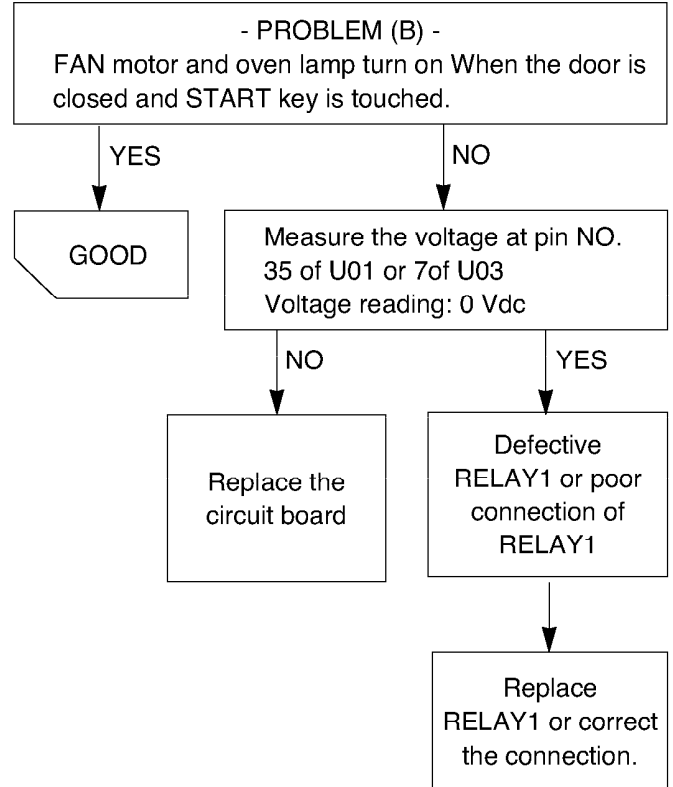 - PROBLEM (B) -
FAN motor and oven lamp turn on When the door is
closed and START key is touched.
YES
NO
GOOD
Measure the voltage at pin NO.
35 of U01 or 7of U03
Voltage reading: 0 Vdc
NO
YES
Replace the
circuit board
Defective
RELAY1 or poor
connection of
RELAY1
Replace
RELAY1 or correct
the connection.